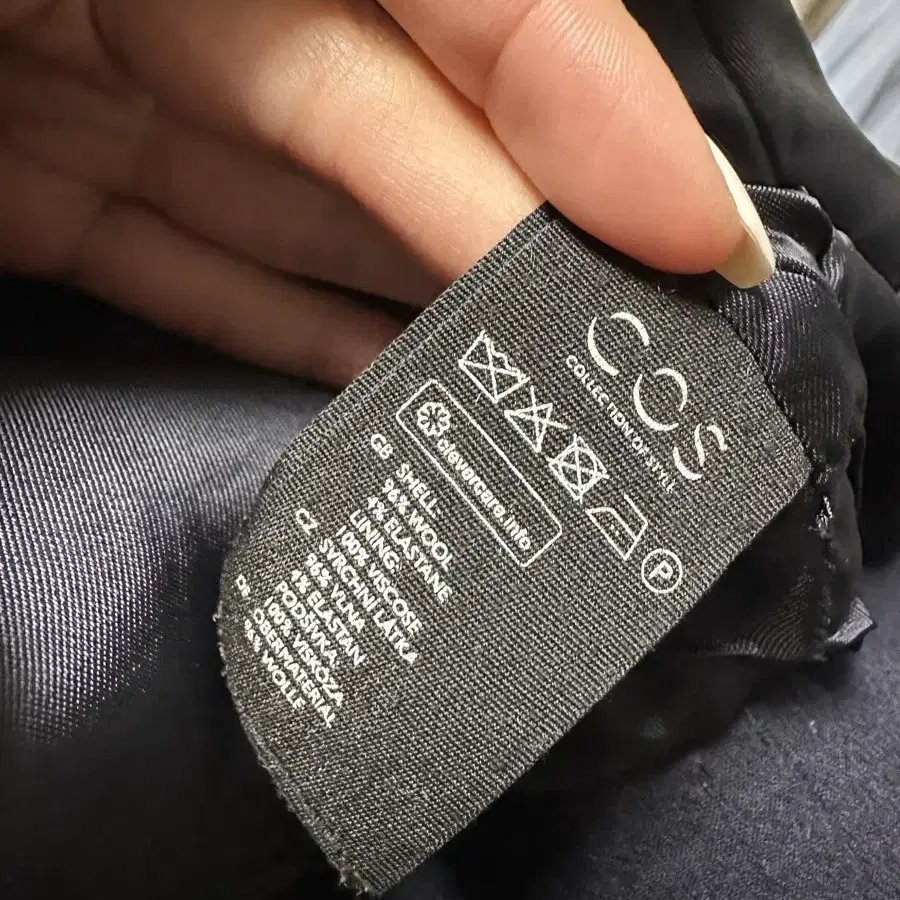 COS
COLLECTION OF STYLE
P
clevercare.info
GB SHELL:
96% WOOL
4% ELASTANE
LINING:
100% VISCOSE
CZ SVRCHNI LÁTKA
96% VLNA
4% ELASTAN
PODŠÍVKA:
100% VISKÓZA
DE OBERMATERIAL
96% WOLLE